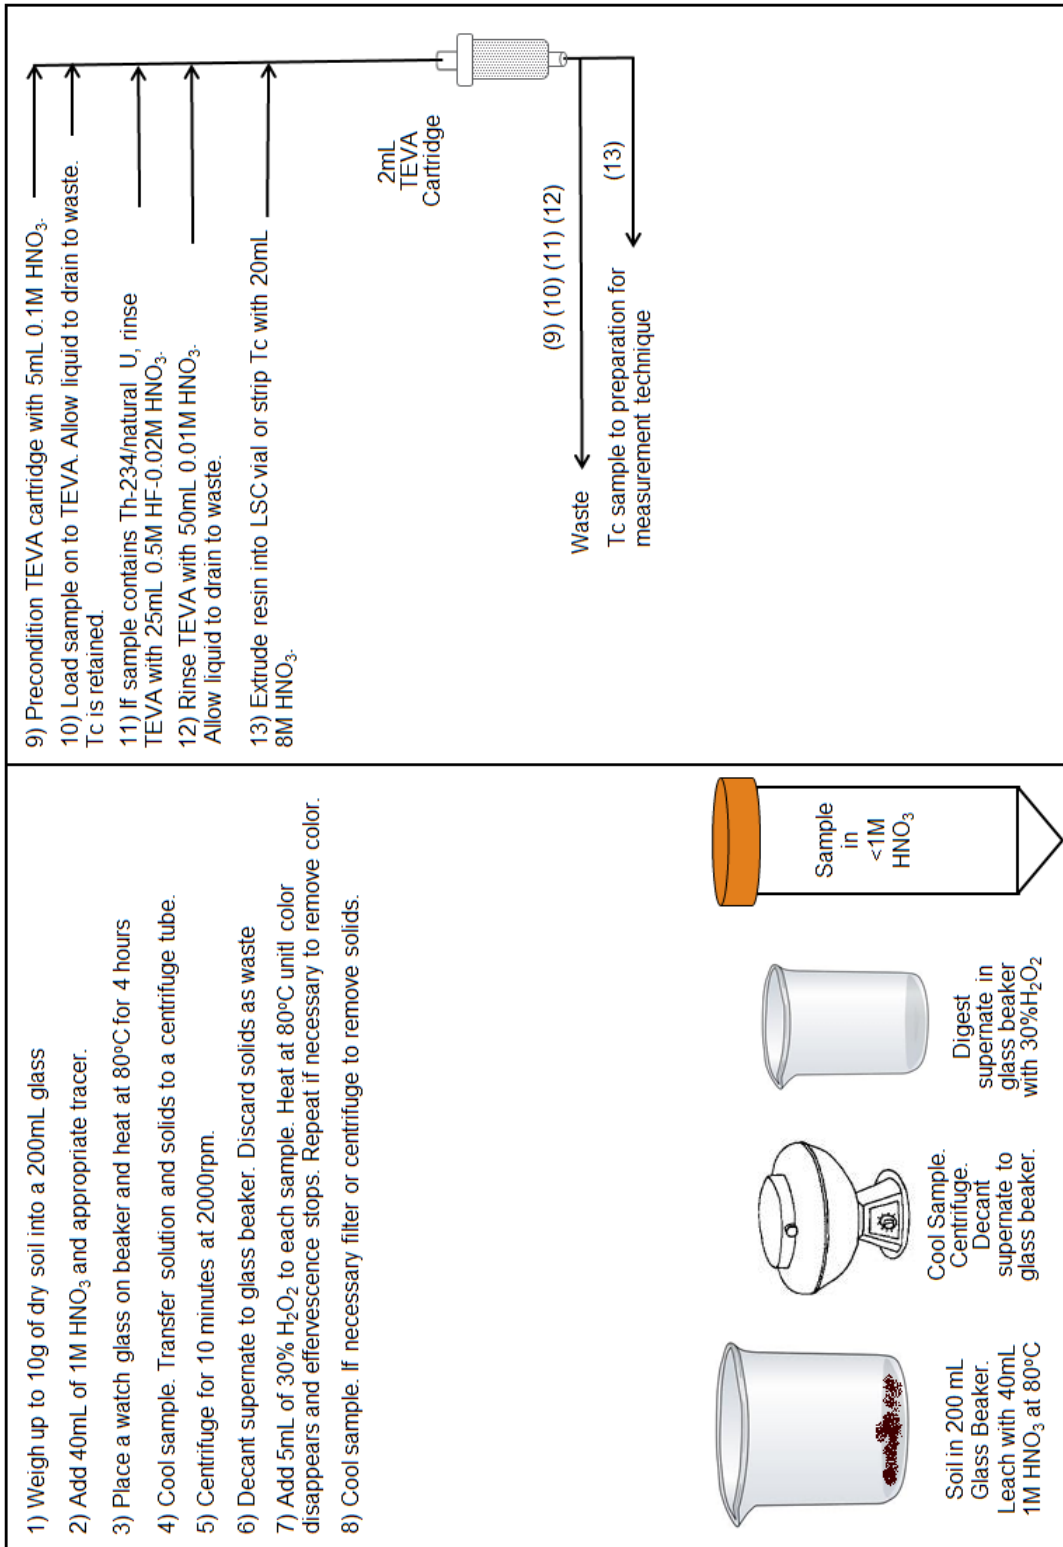 1) Weigh up to 10g of dry soil into a 200mL glass
2) Add 40mL of 1M HNO₃ and appropriate tracer.
3) Place a watch glass on beaker and heat at 80ºC for 4 hours
4) Cool sample. Transfer solution and solids to a centrifuge tube.
5) Centrifuge for 10 minutes at 2000rpm.
6) Decant supernate to glass beaker. Discard solids as waste
7) Add 5mL of 30% H₂O₂ to each sample. Heat at 80ºC unitl color
disappears and effervescence stops. Repeat if necessary to remove color.
8) Cool sample. If necessary filter or centrifuge to remove solids.
Soil in 200 mL
Glass Beaker.
Leach with 40mL
1M HNO₃ at 80ºC
Cool Sample.
Centrifuge.
Decant
supernate to
glass beaker.
Digest
supernate in
glass beaker
with 30%H₂O₂
Sample
in
<1M
HNO₃
9) Precondition TEVA cartridge with 5mL 0.1M HNO₃.
10) Load sample on to TEVA. Allow liquid to drain to waste.
Tc is retained.
11) If sample contains Th-234/natural U, rinse
TEVA with 25mL 0.5M HF-0.02M HNO₃.
12) Rinse TEVA with 50mL 0.01M HNO₃.
Allow liquid to drain to waste.
13) Extrude resin into LSC vial or strip Tc with 20mL
8M HNO₃.
2mL
TEVA
Cartridge
(9) (10) (11) (12)
(13)
Waste
Tc sample to preparation for
measurement technique